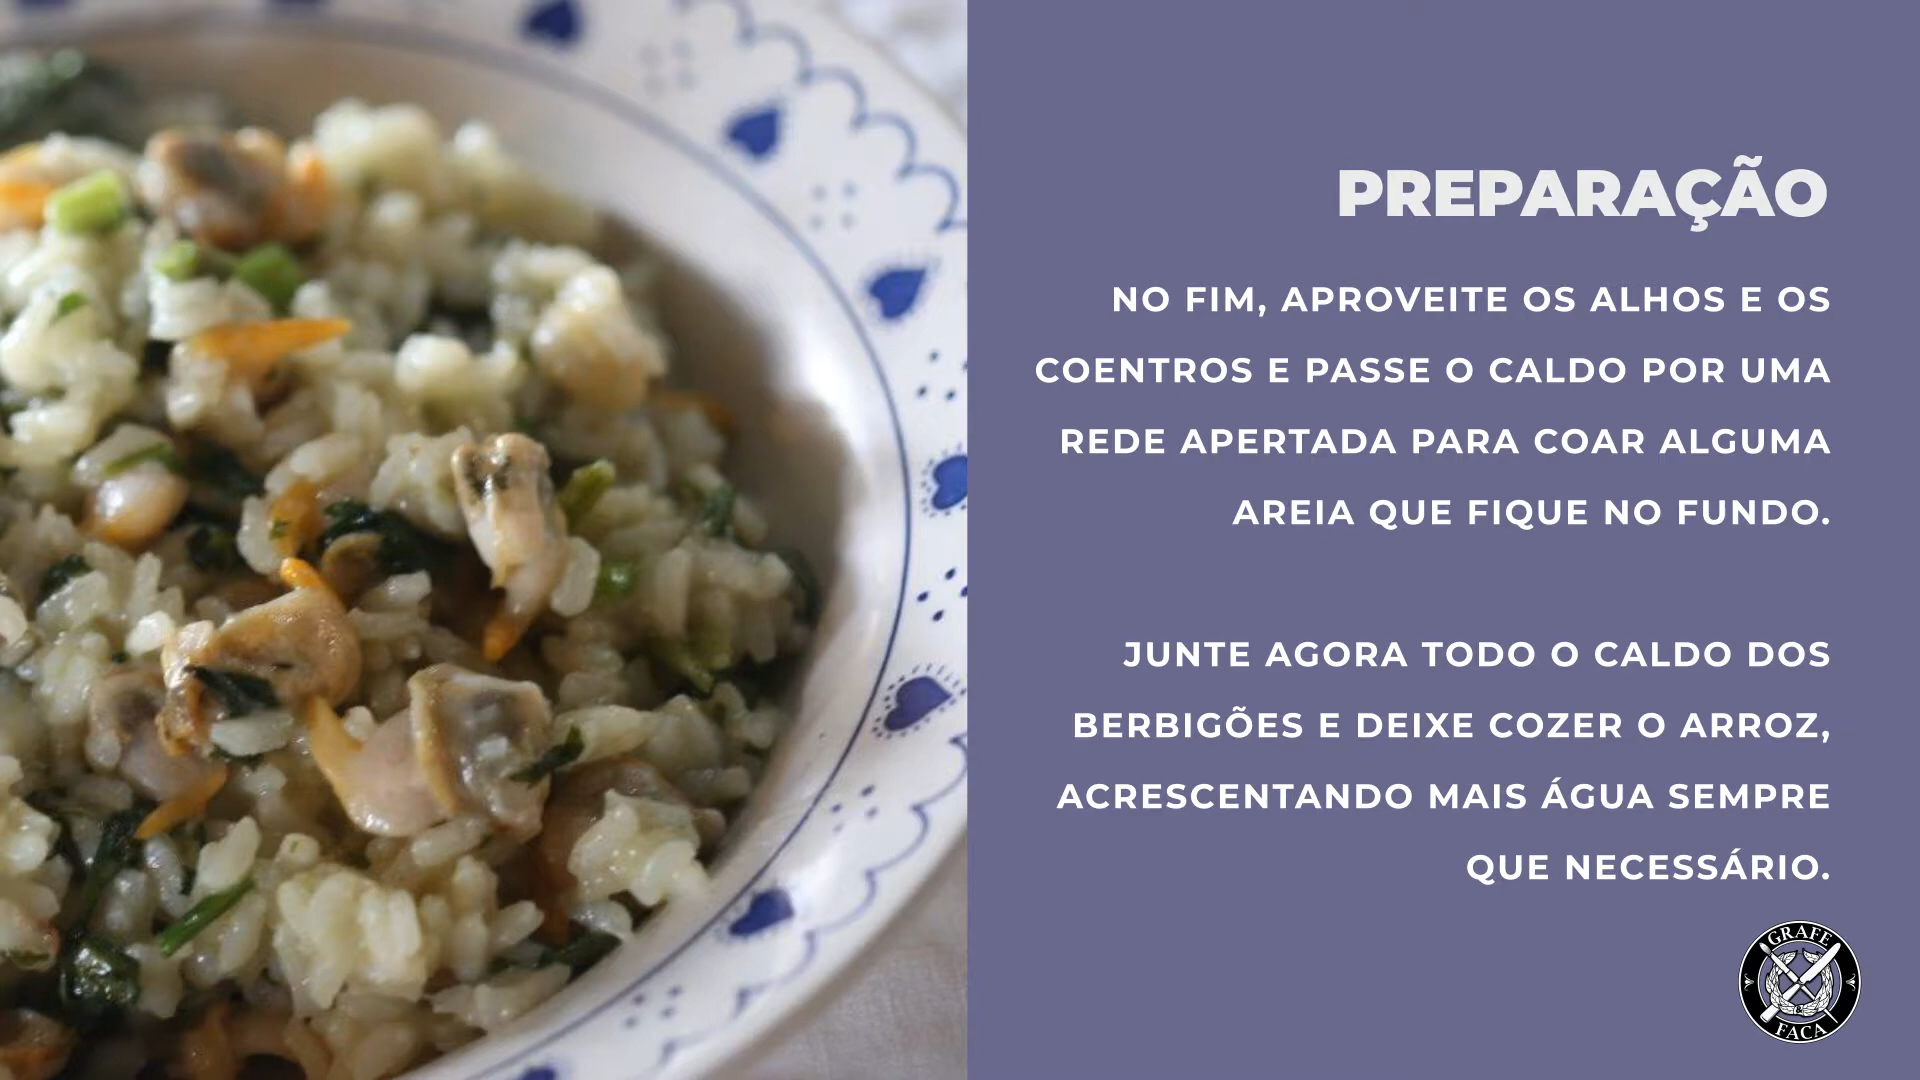 PREPARAÇÃO
NO FIM, APROVEITE OS ALHOS E OS
COENTROS E PASSE O CALDO POR UMA
REDE APERTADA PARA COAR ALGUMA
AREIA QUE FIQUE NO FUNDO.
JUNTE AGORA TODO O CALDO DOS
BERBIGÕES E DEIXE COZER O ARROZ,
ACRESCENTANDO MAIS ÁGUA SEMPRE
QUE NECESSÁRIO.
GRAFE
E
FACA